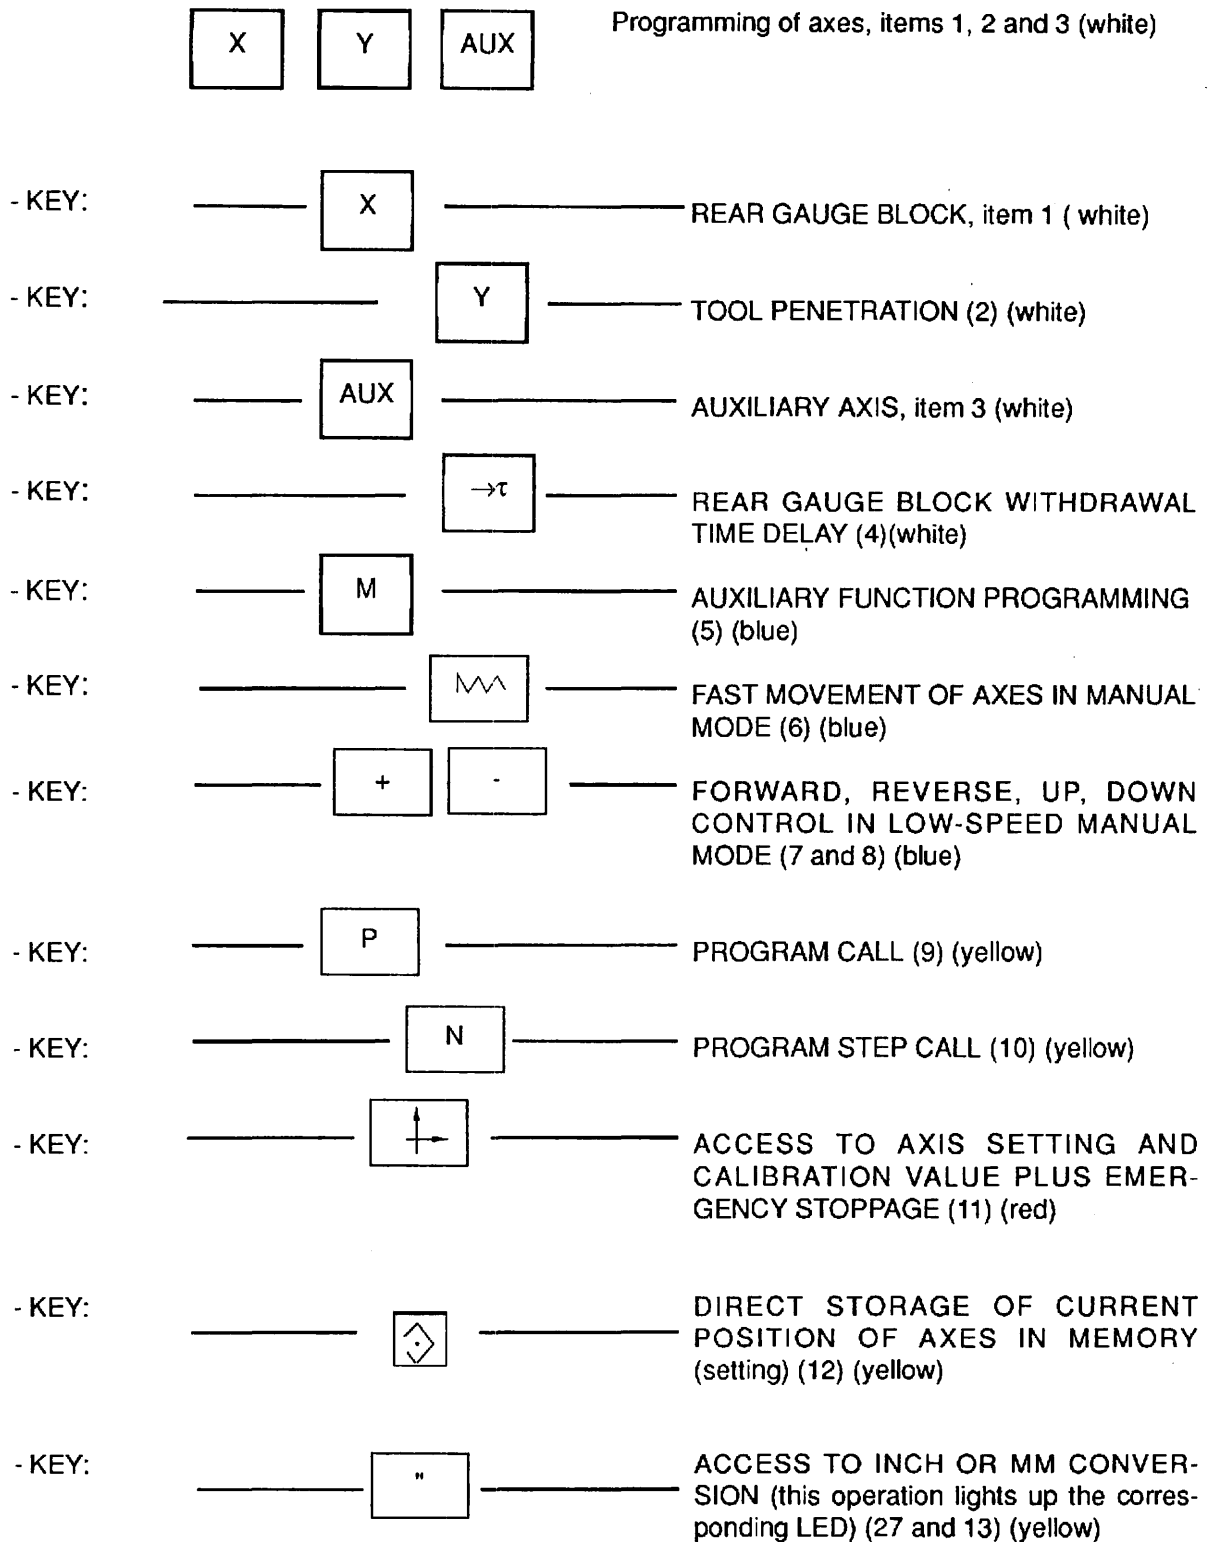 X Y AUX Programming of axes, items 1, 2 and 3 (white)
- KEY: X REAR GAUGE BLOCK, item 1 ( white)
- KEY: Y TOOL PENETRATION (2) (white)
- KEY: AUX AUXILIARY AXIS, item 3 (white)
- KEY: →τ REAR GAUGE BLOCK WITHDRAWAL
TIME DELAY (4)(white)
- KEY: M AUXILIARY FUNCTION PROGRAMMING
(5) (blue)
- KEY: FAST MOVEMENT OF AXES IN MANUAL
MODE (6) (blue)
- KEY: + - FORWARD, REVERSE, UP, DOWN
CONTROL IN LOW-SPEED MANUAL
MODE (7 and 8) (blue)
- KEY: P PROGRAM CALL (9) (yellow)
- KEY: N PROGRAM STEP CALL (10) (yellow)
- KEY: ACCESS TO AXIS SETTING AND
CALIBRATION VALUE PLUS EMER-
GENCY STOPPAGE (11) (red)
- KEY: DIRECT STORAGE OF CURRENT
POSITION OF AXES IN MEMORY
(setting) (12) (yellow)
- KEY: " ACCESS TO INCH OR MM CONVER-
SION (this operation lights up the corres-
ponding LED) (27 and 13) (yellow)